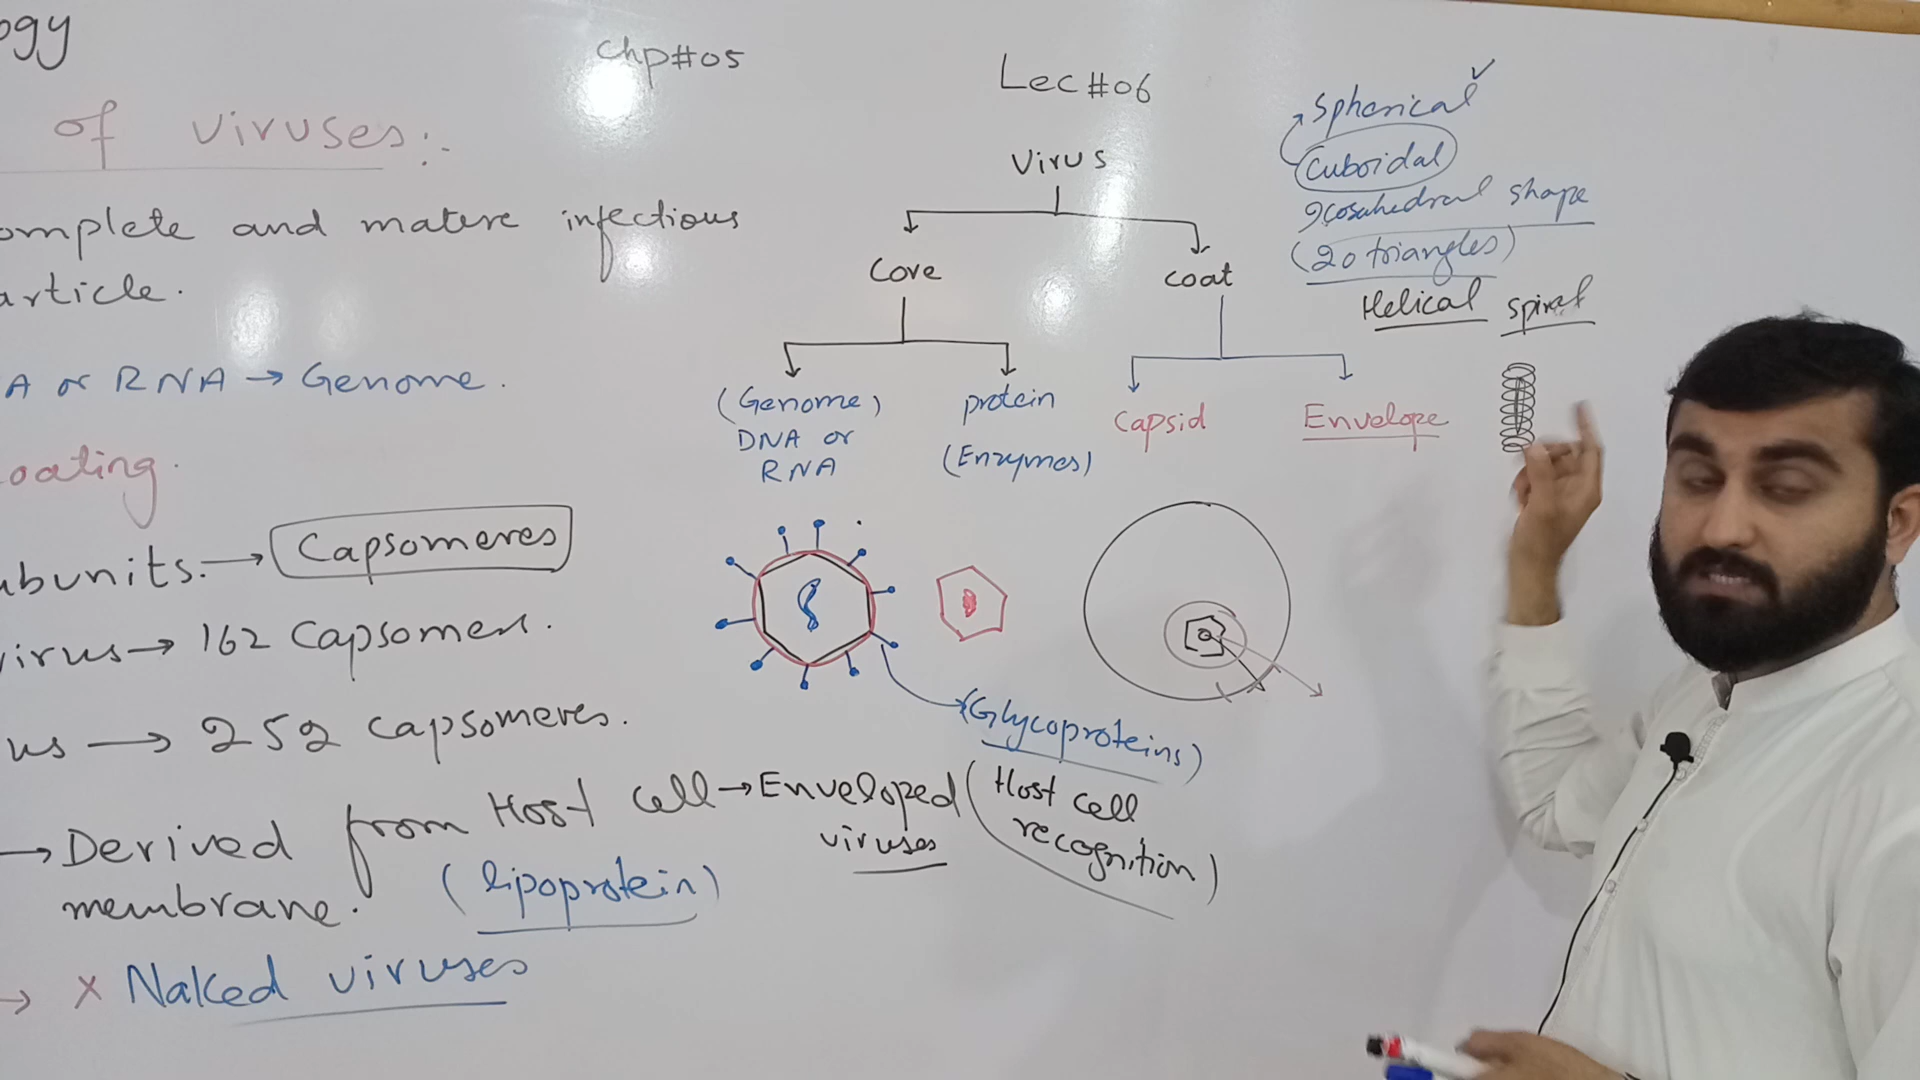 ogy
Chp#05
Lec#06
of viruses:
omplete and mature infectious
article.
A or RNA → Genome.
oating.
ubunits. → Capsomeres
virus → 162 Capsomers.
us → 252 capsomeres.
→ Derived from Host cell → Enveloped viruses
membrane. (lipoprotein)
→ x Naked viruses
Virus
Core
coat
(Genome)
DNA or
RNA
protein
(Enzymes)
Capsid
Envelope
(Glycoproteins)
(Host cell
recognition)
Spherical ✓
Cuboidal
Icosahedral shape
(20 triangles)
Helical spiral